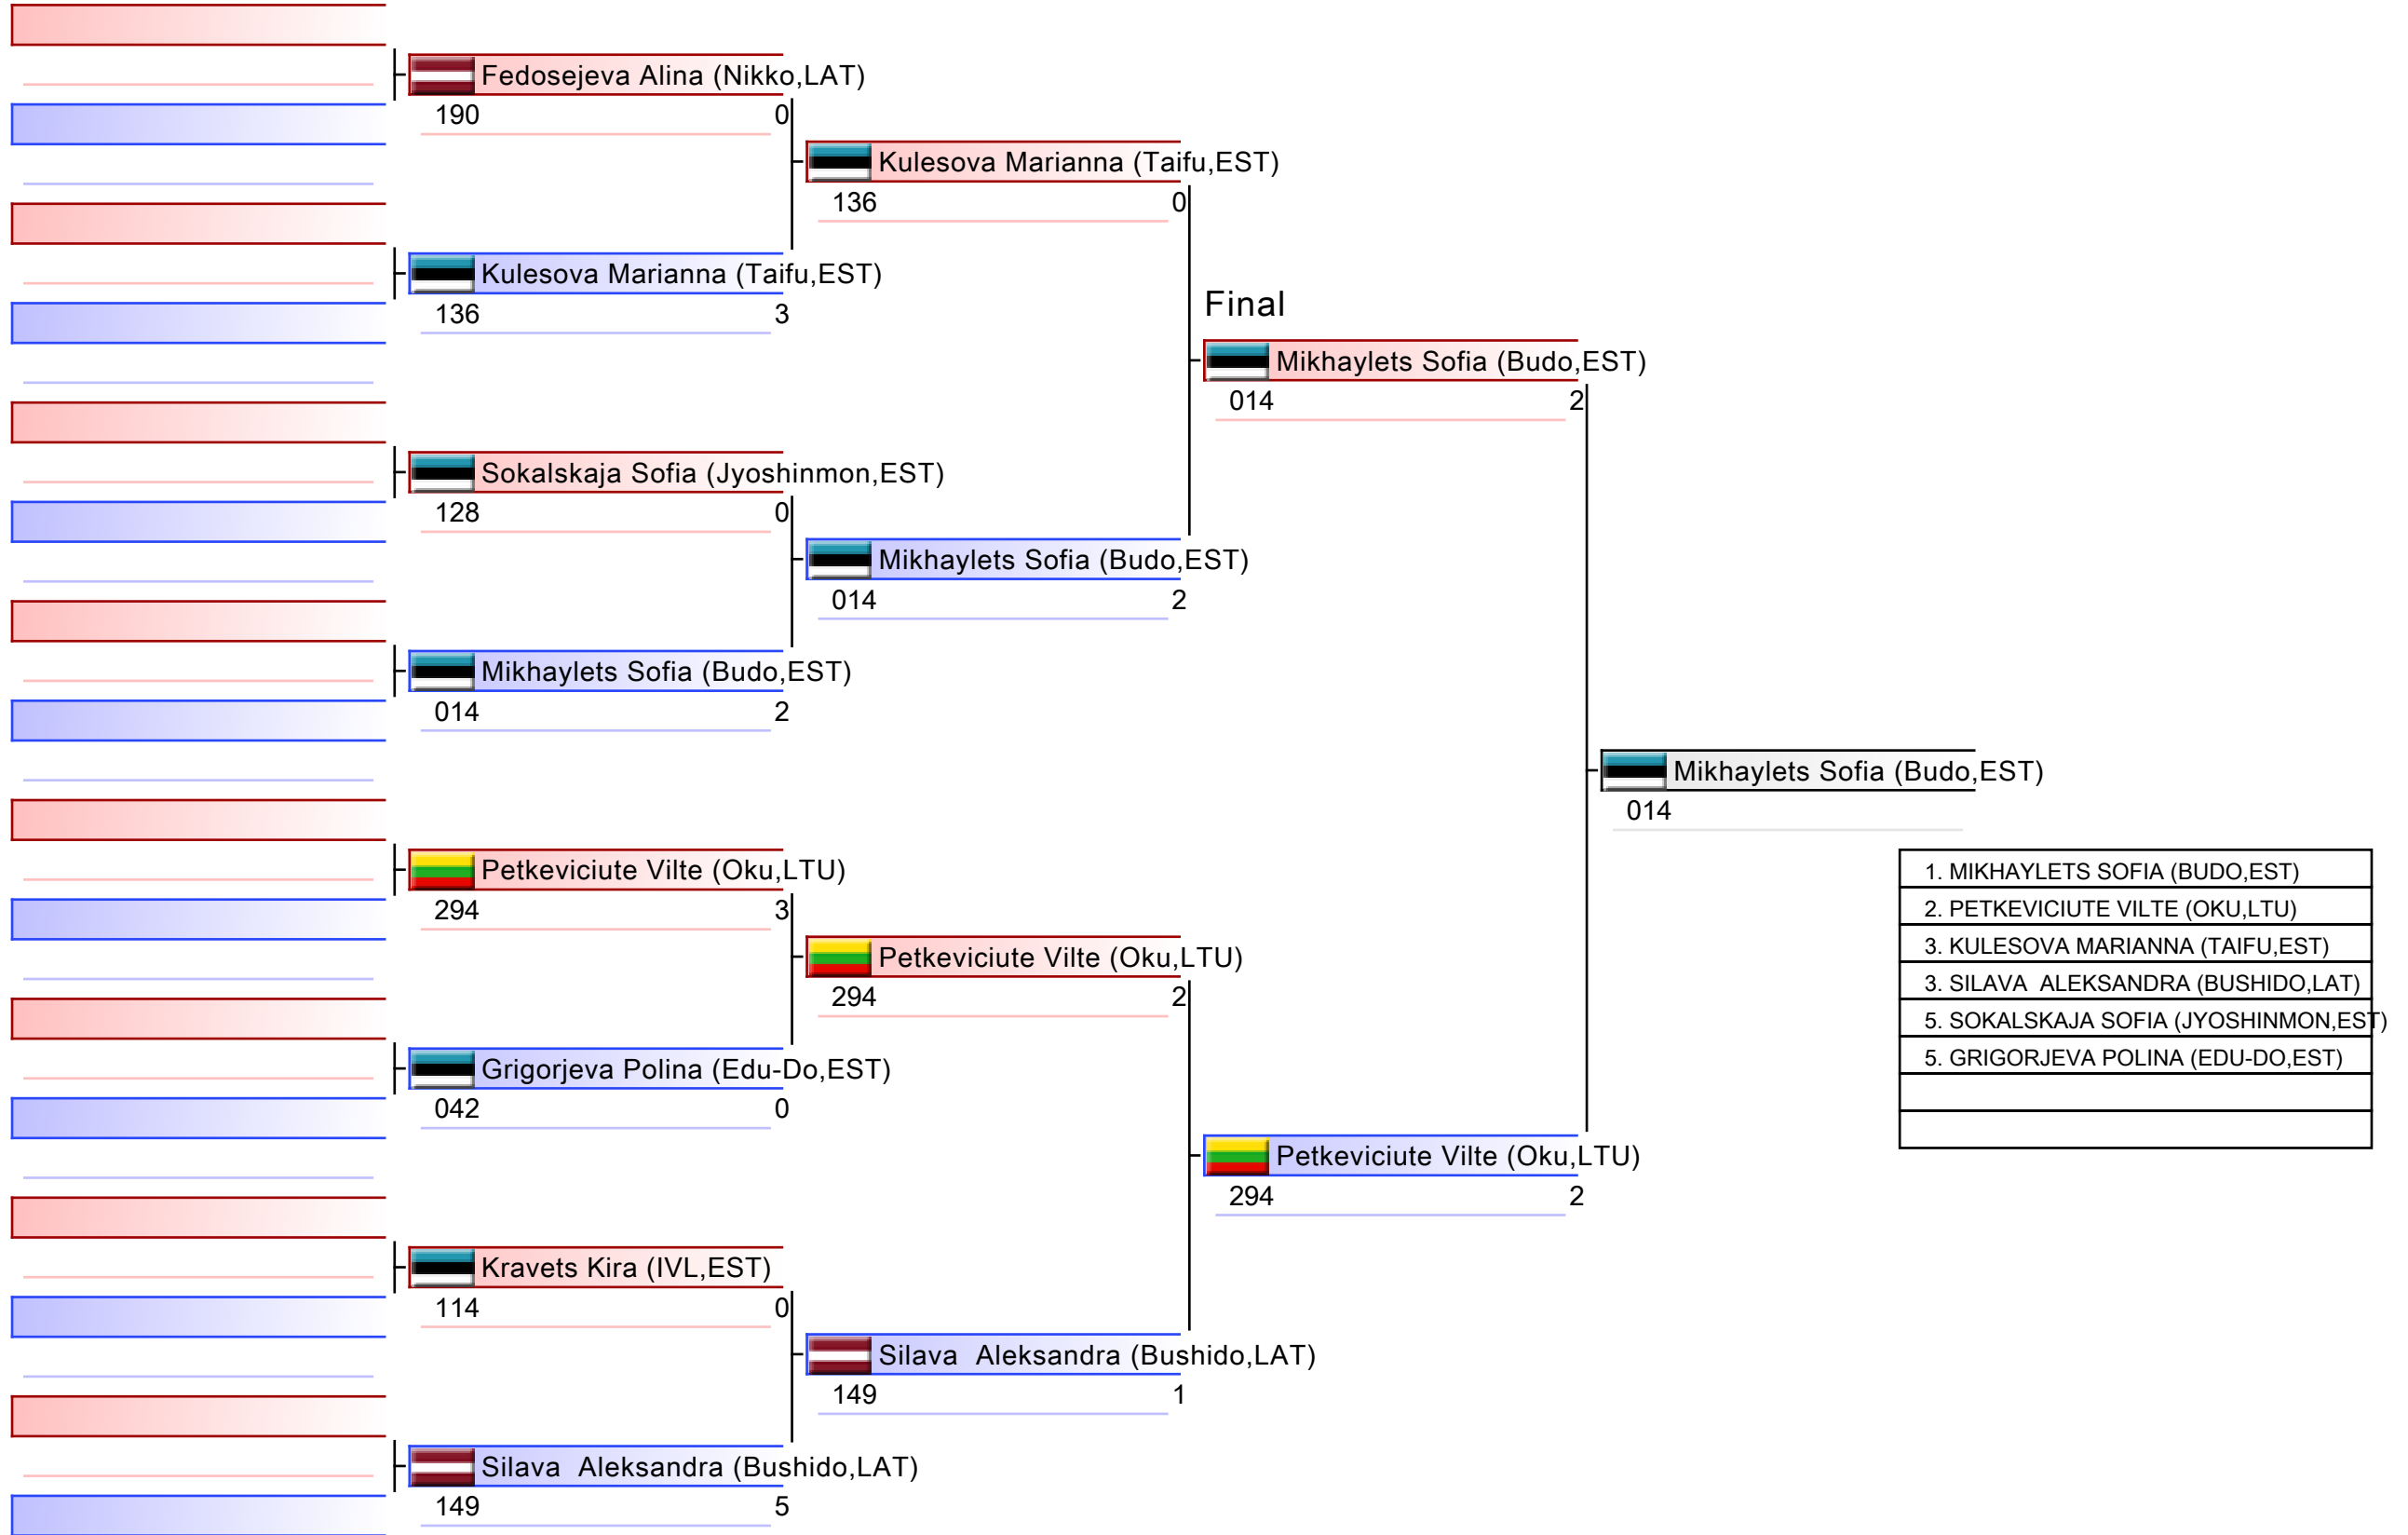 Fedosejeva Alina (Nikko,LAT)
190 0
Kulesova Marianna (Taifu,EST)
136 0
Kulesova Marianna (Taifu,EST)
136 3
Final
Mikhaylets Sofia (Budo,EST)
014 2
Sokalskaja Sofia (Jyoshinmon,EST)
128 0
Mikhaylets Sofia (Budo,EST)
014 2
Mikhaylets Sofia (Budo,EST)
014 2
Mikhaylets Sofia (Budo,EST)
014
Petkeviciute Vilte (Oku,LTU)
294 3
Petkeviciute Vilte (Oku,LTU)
294 2
Grigorjeva Polina (Edu-Do,EST)
042 0
Petkeviciute Vilte (Oku,LTU)
294 2
Kravets Kira (IVL,EST)
114 0
Silava  Aleksandra (Bushido,LAT)
149 1
Silava  Aleksandra (Bushido,LAT)
149 5
1. MIKHAYLETS SOFIA (BUDO,EST)
2. PETKEVICIUTE VILTE (OKU,LTU)
3. KULESOVA MARIANNA (TAIFU,EST)
3. SILAVA  ALEKSANDRA (BUSHIDO,LAT)
5. SOKALSKAJA SOFIA (JYOSHINMON,EST)
5. GRIGORJEVA POLINA (EDU-DO,EST)